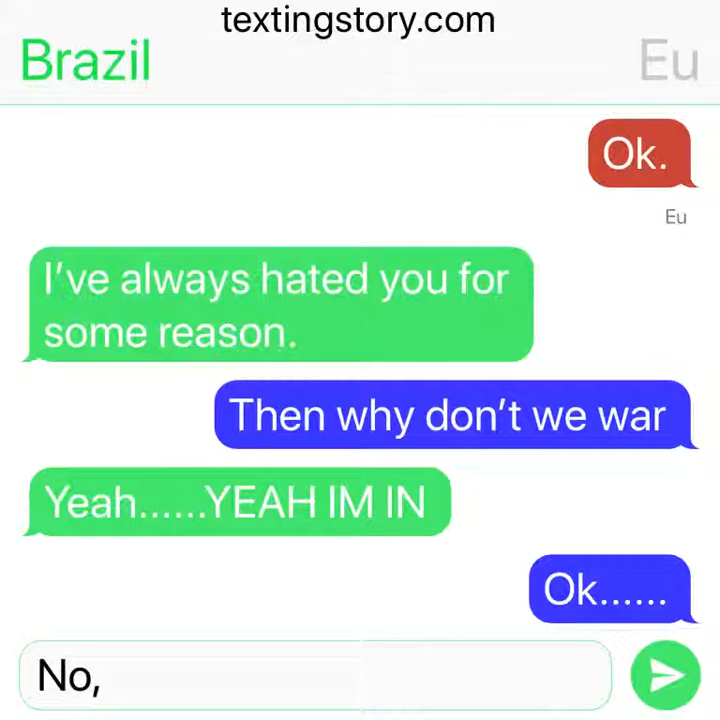 textingstory.com
Brazil
Eu
Ok.
Eu
I've always hated you for
some reason.
Then why don't we war
Yeah......YEAH IM IN
Ok......
No,